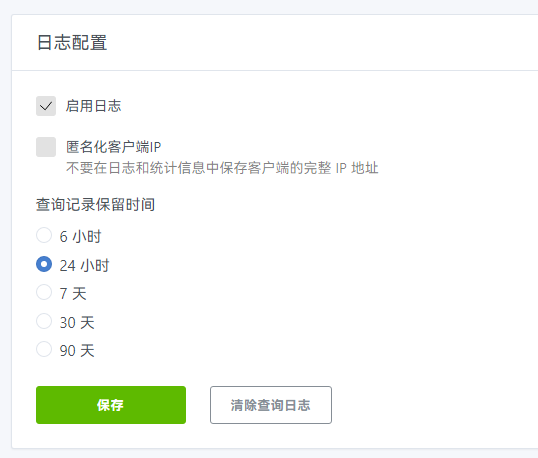 日志配置
启用日志
匿名化客户端IP
不要在日志和统计信息中保存客户端的完整 IP 地址
查询记录保留时间
6 小时
24 小时
7 天
30 天
90 天
保存
清除查询日志